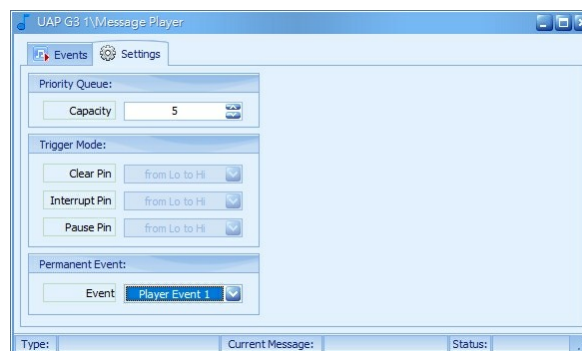 UAP G3 1\Message Player
Events Settings
Priority Queue:
Capacity 5
Trigger Mode:
Clear Pin from Lo to Hi
Interrupt Pin from Lo to Hi
Pause Pin from Lo to Hi
Permanent Event:
Event Player Event 1
Type: Current Message: Status: